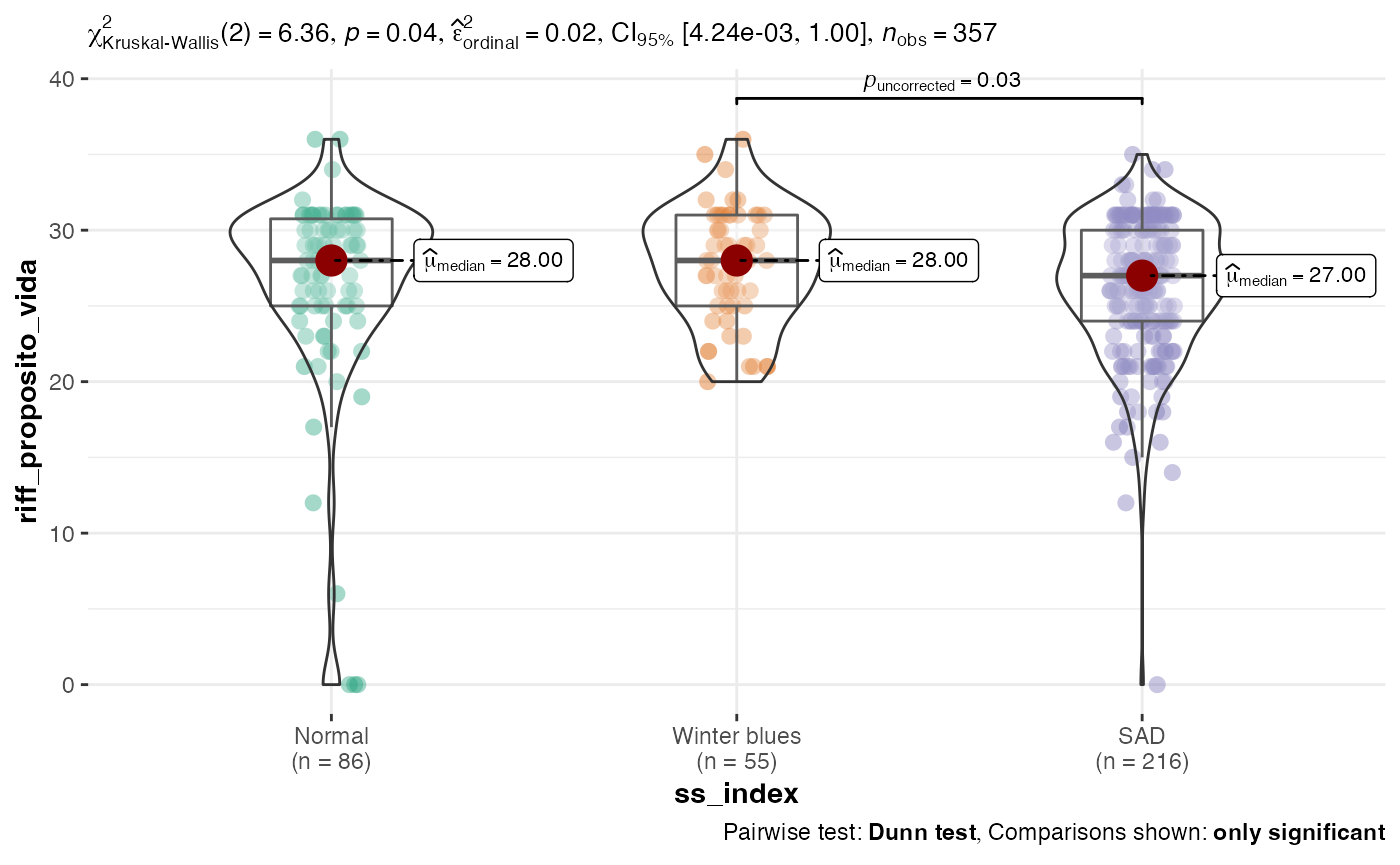 χ²Kruskal-Wallis(2) = 6.36, p = 0.04, ε̂²ordinal = 0.02, CI95% [4.24e-03, 1.00], nobs = 357
40
puncorrected = 0.03
30
μ̂median = 28.00
μ̂median = 28.00
μ̂median = 27.00
20
10
0
riff_proposito_vida
Normal
(n = 86)
Winter blues
(n = 55)
SAD
(n = 216)
ss_index
Pairwise test: Dunn test, Comparisons shown: only significant